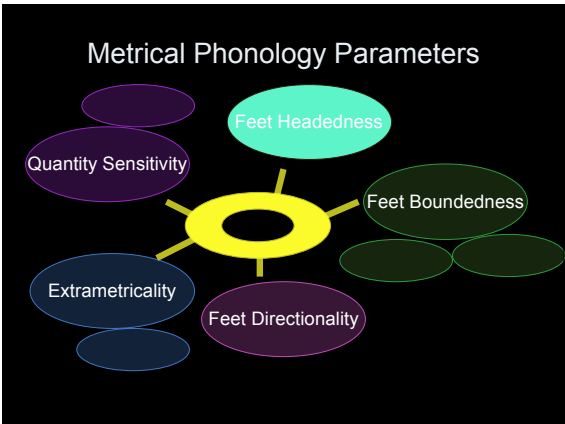 Metrical Phonology Parameters
Feet Headedness
Quantity Sensitivity
Feet Boundedness
Extrametricality
Feet Directionality